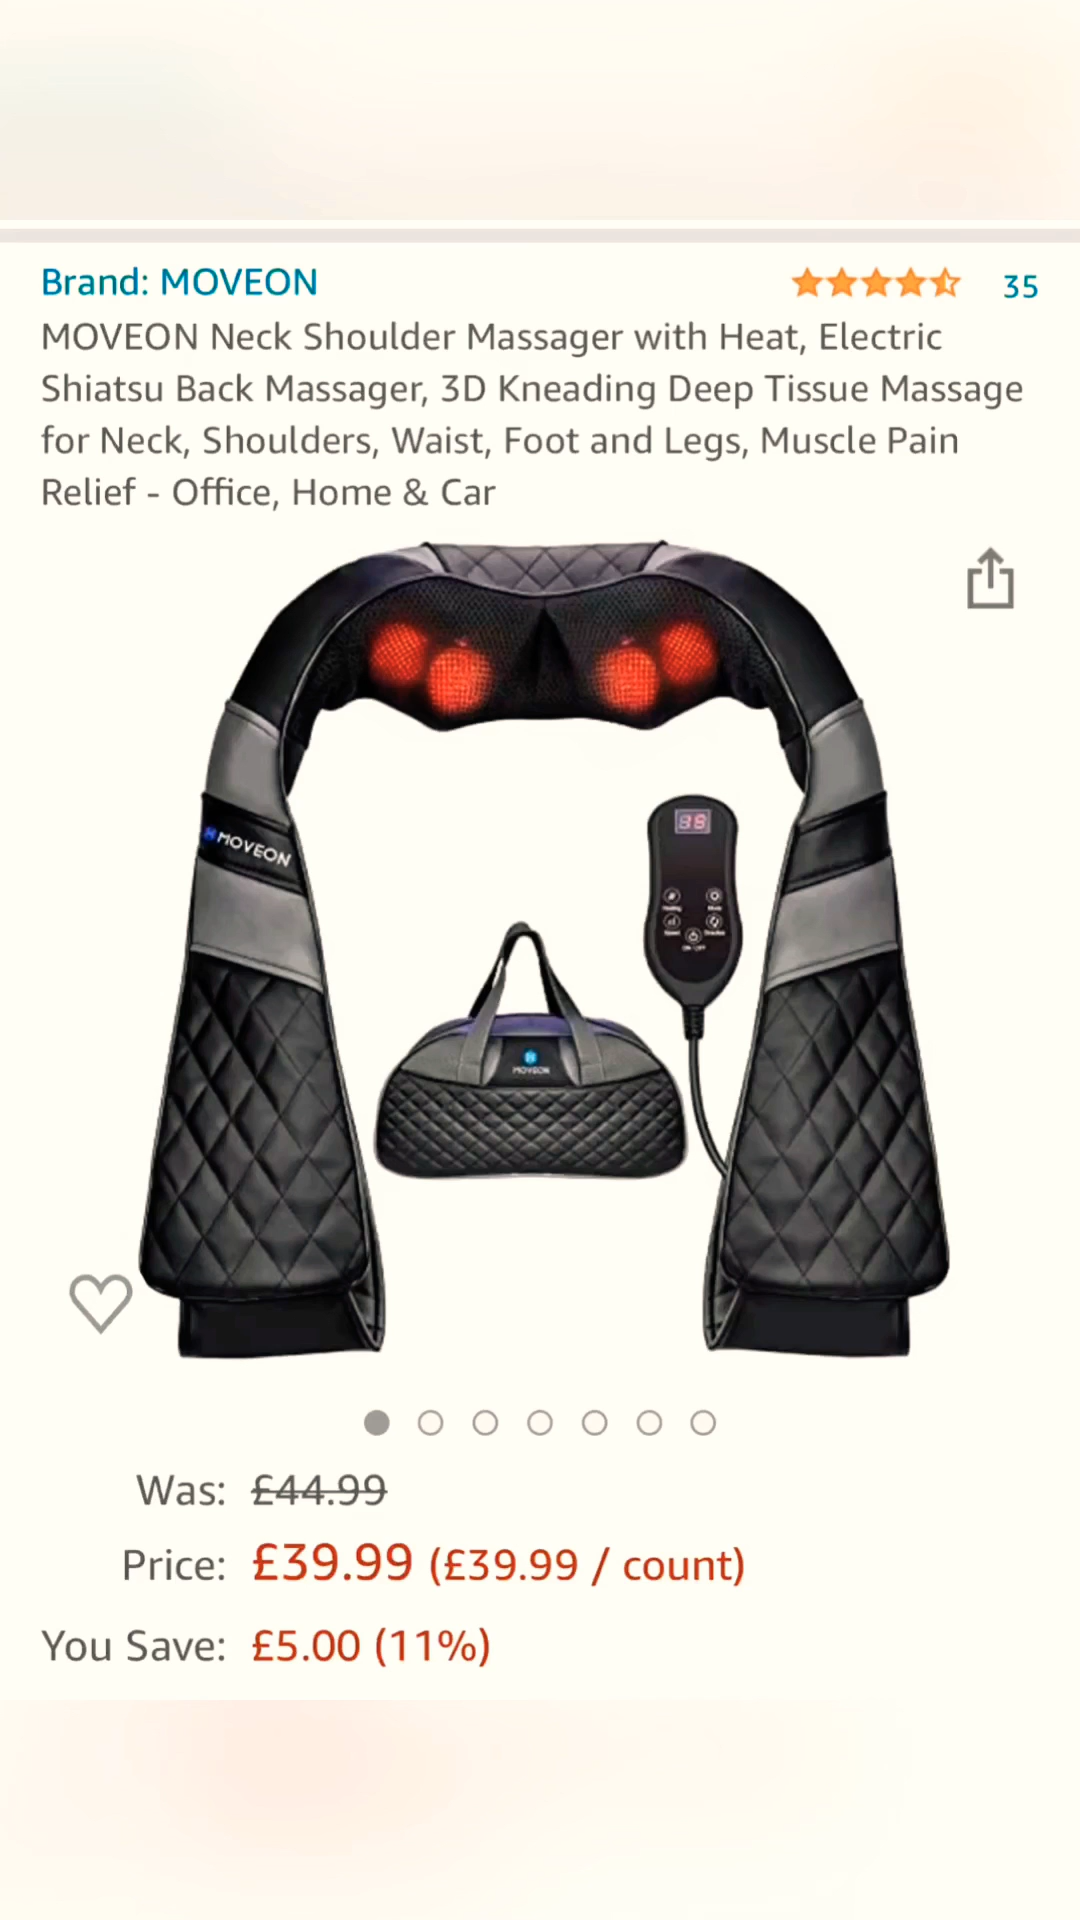 Brand: MOVEON
35
MOVEON Neck Shoulder Massager with Heat, Electric
Shiatsu Back Massager, 3D Kneading Deep Tissue Massage
for Neck, Shoulders, Waist, Foot and Legs, Muscle Pain
Relief - Office, Home & Car
MOVEON
MOVEON
Was: £44.99
Price: £39.99 (£39.99 / count)
You Save: £5.00 (11%)